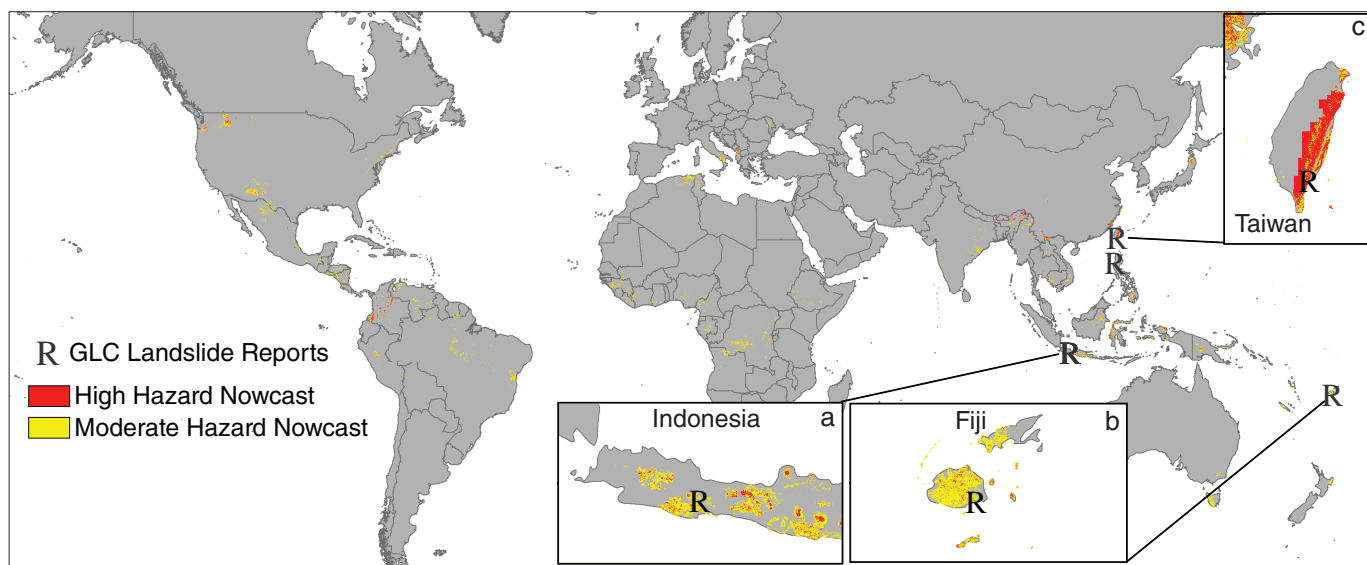 c
Taiwan
R
R
R
R GLC Landslide Reports
High Hazard Nowcast
Moderate Hazard Nowcast
R
R
Indonesia a
R
Fiji b
R